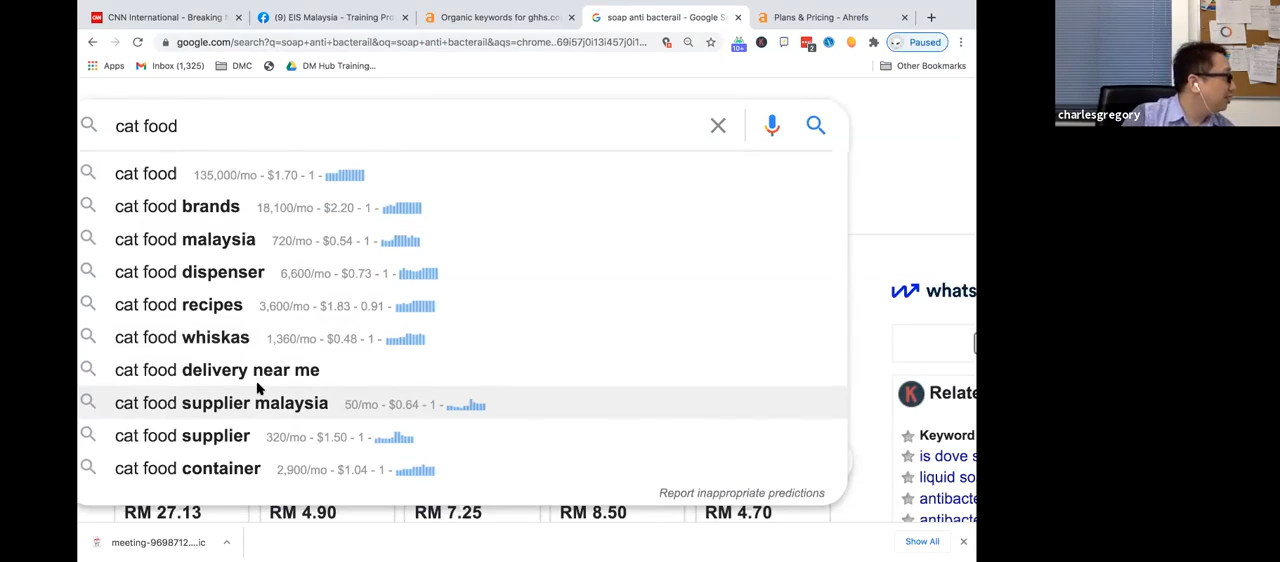 CNN International - Breaking N
(9) EIS Malaysia - Training Pro
Organic keywords for ghhs.co
soap anti bacterail - Google Se
Plans & Pricing - Ahrefs
google.com/search?q=soap+anti+bacterail&oq=soap+anti+bacterail&aqs=chrome..69i57j0i13i457j0i1...
10+
2
Paused
Apps
Inbox (1,325)
DMC
DM Hub Training...
Other Bookmarks
cat food
cat food 135,000/mo - $1.70 - 1 -
cat food brands 18,100/mo - $2.20 - 1 -
cat food malaysia 720/mo - $0.54 - 1 -
cat food dispenser 6,600/mo - $0.73 - 1 -
cat food recipes 3,600/mo - $1.83 - 0.91 -
cat food whiskas 1,360/mo - $0.48 - 1 -
cat food delivery near me
cat food supplier malaysia 50/mo - $0.64 - 1 -
cat food supplier 320/mo - $1.50 - 1 -
cat food container 2,900/mo - $1.04 - 1 -
Report inappropriate predictions
RM 27.13 RM 4.90 RM 7.25 RM 8.50 RM 4.70
whats
K Relate
Keyword
is dove s
liquid so
antibacte
antibacte
meeting-9698712....ic
Show All
charlesgregory